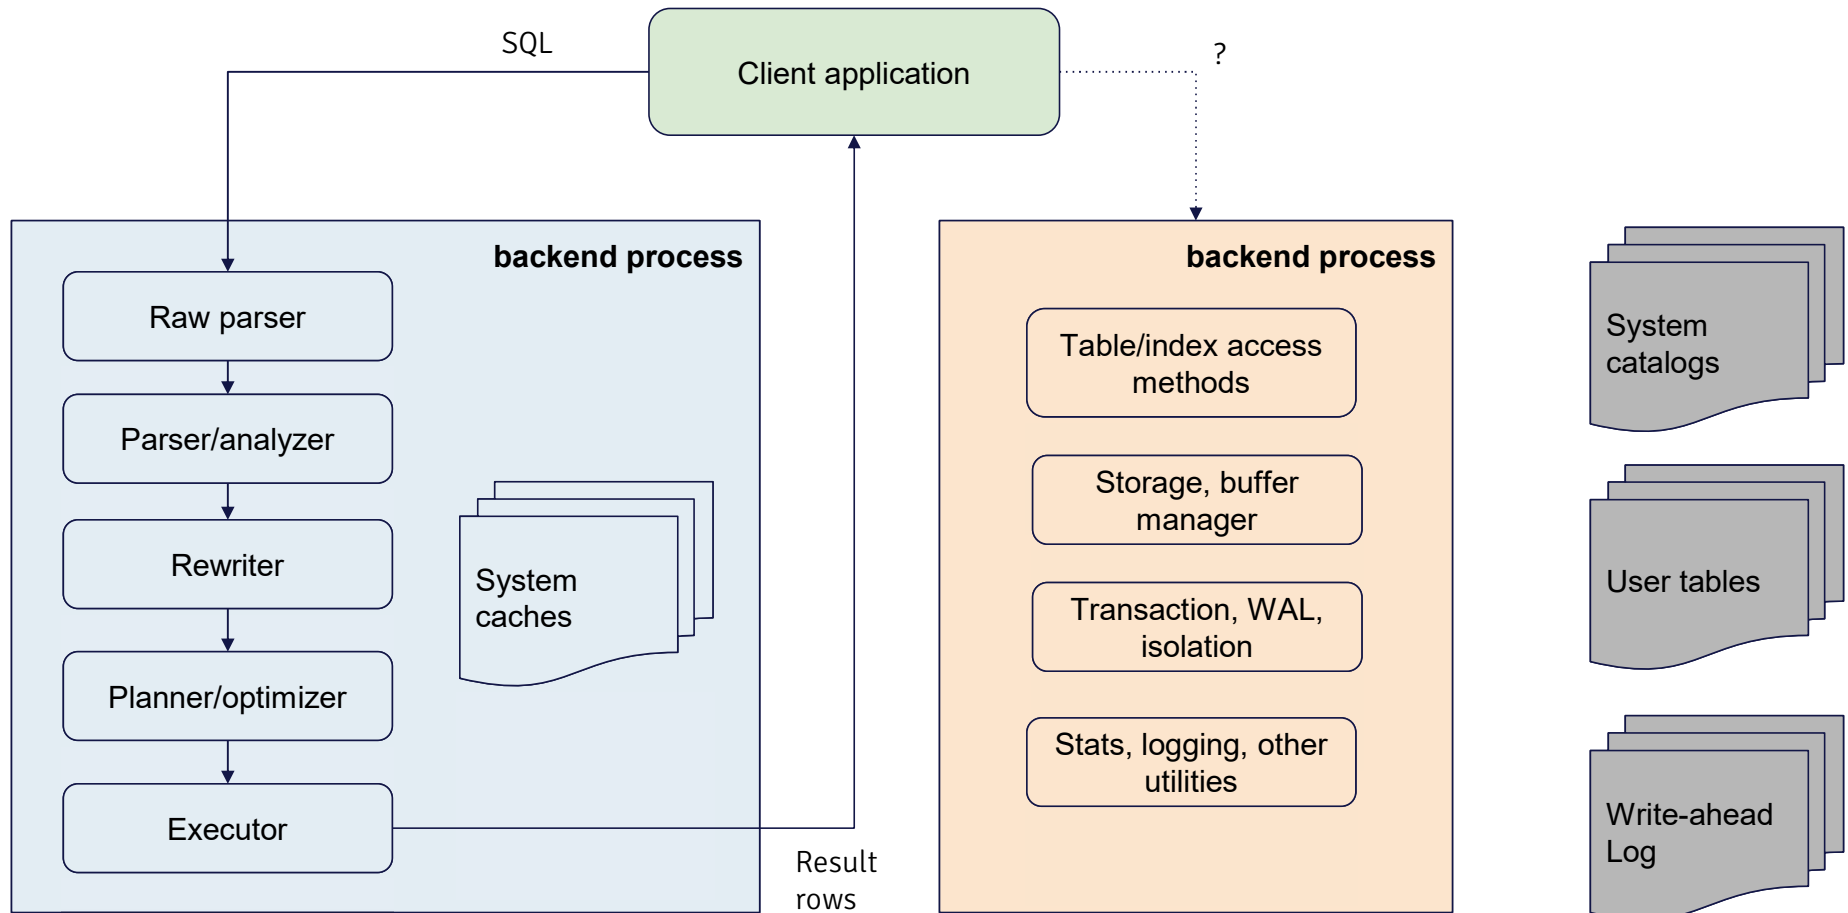 SQL
Client application
?
backend process
Raw parser
Parser/analyzer
Rewriter
Planner/optimizer
Executor
System
caches
Result
rows
backend process
Table/index access
methods
Storage, buffer
manager
Transaction, WAL,
isolation
Stats, logging, other
utilities
System
catalogs
User tables
Write-ahead
Log